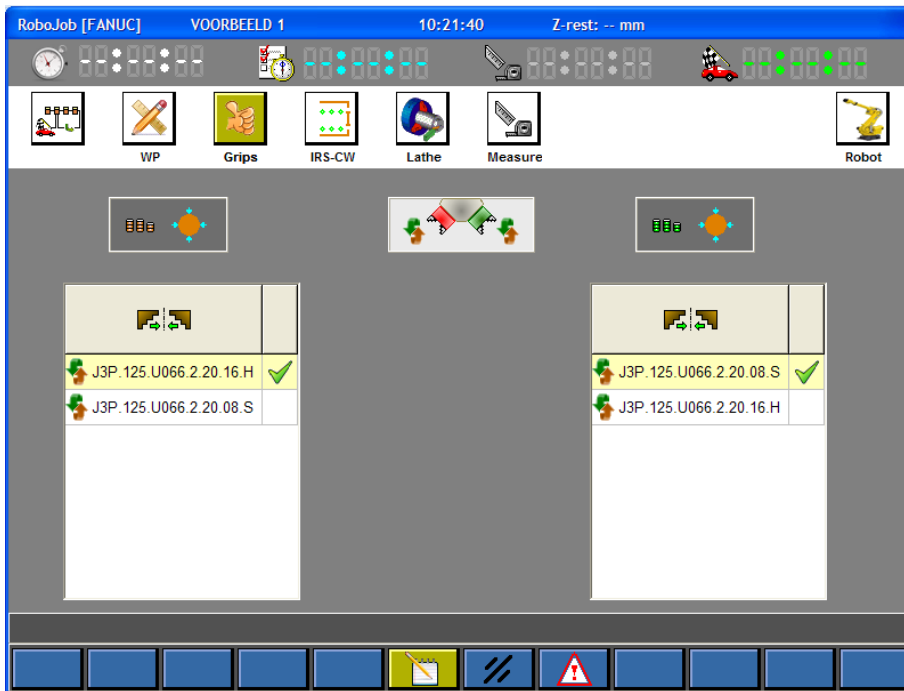 RoboJob [FANUC] VOORBEELD 1 10:21:40 Z-rest: -- mm
WP Grips IRS-CW Lathe Measure Robot
J3P.125.U066.2.20.16.H J3P.125.U066.2.20.08.S
J3P.125.U066.2.20.08.S J3P.125.U066.2.20.16.H